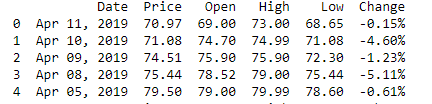 Date Price Open High Low Change
0 Apr 11, 2019 70.97 69.00 73.00 68.65 -0.15%
1 Apr 10, 2019 71.08 74.70 74.99 71.08 -4.60%
2 Apr 09, 2019 74.51 75.90 75.90 72.30 -1.23%
3 Apr 08, 2019 75.44 78.52 79.00 75.44 -5.11%
4 Apr 05, 2019 79.50 79.00 79.99 78.60 -0.61%